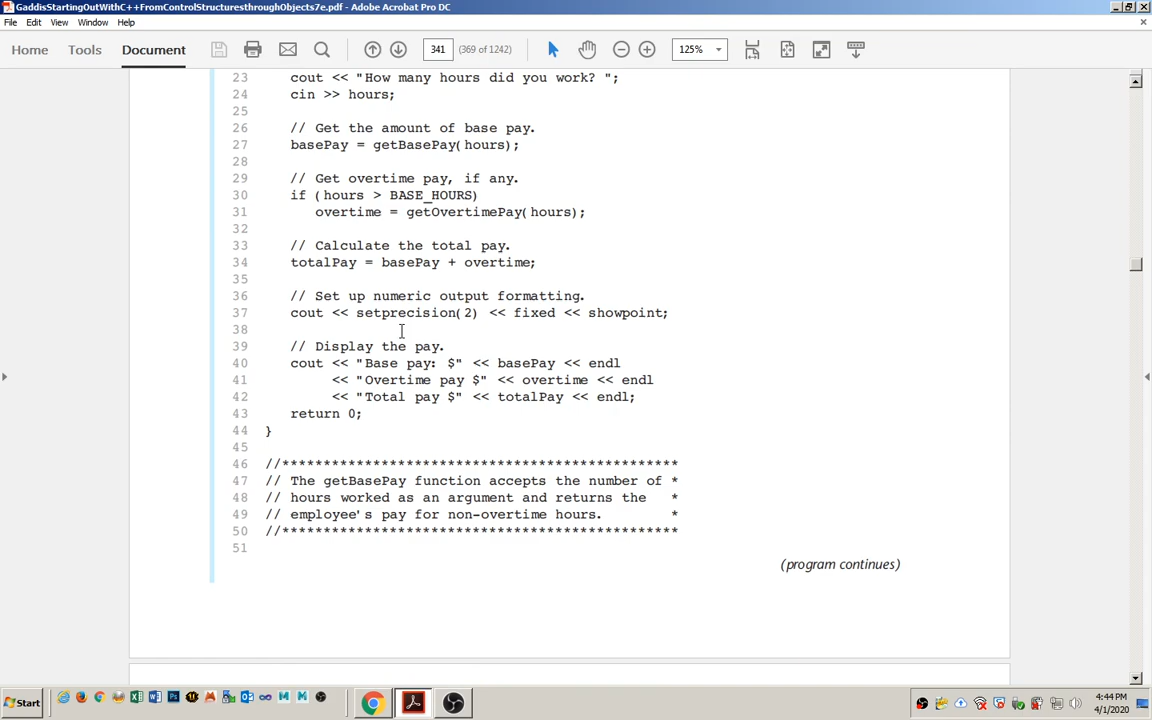 GaddisStartingOutWithC++FromControlStructuresthroughObjects7e.pdf - Adobe Acrobat Pro DC
File Edit View Window Help
Home Tools Document 341 (369 of 1242) 125%
23 cout << "How many hours did you work? ";
24 cin >> hours;
25
26 // Get the amount of base pay.
27 basePay = getBasePay(hours);
28
29 // Get overtime pay, if any.
30 if (hours > BASE_HOURS)
31 overtime = getOvertimePay(hours);
32
33 // Calculate the total pay.
34 totalPay = basePay + overtime;
35
36 // Set up numeric output formatting.
37 cout << setprecision(2) << fixed << showpoint;
38
39 // Display the pay.
40 cout << "Base pay: $" << basePay << endl
41 << "Overtime pay $" << overtime << endl
42 << "Total pay $" << totalPay << endl;
43 return 0;
44 }
45
46 //************************************************
47 // The getBasePay function accepts the number of *
48 // hours worked as an argument and returns the *
49 // employee's pay for non-overtime hours. *
50 //************************************************
51
(program continues)
Start
4:44 PM
4/1/2020